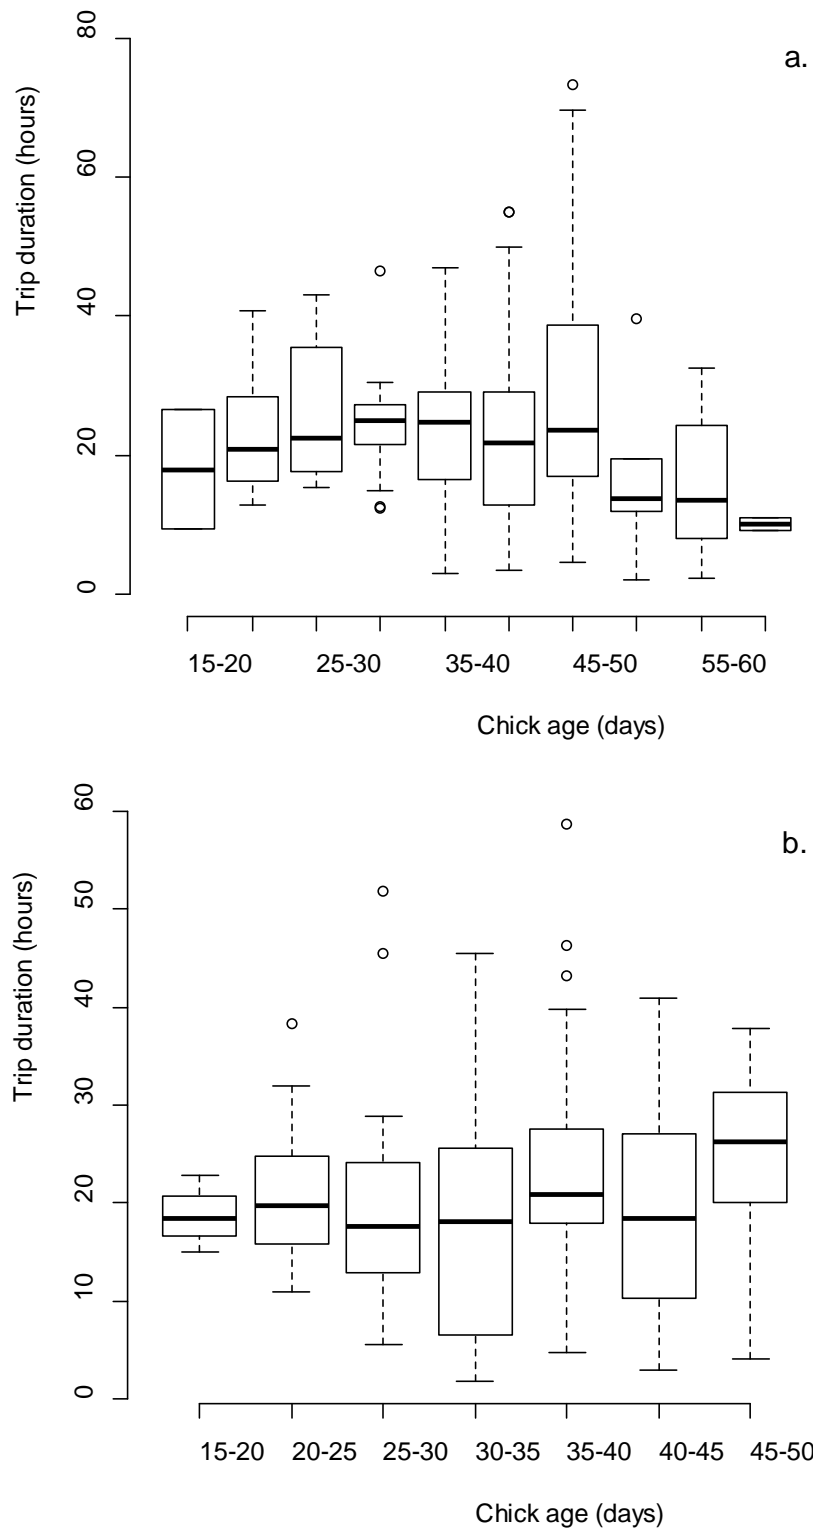 a.
Trip duration (hours)
80
60
40
20
0
15-20 25-30 35-40 45-50 55-60
Chick age (days)
b.
Trip duration (hours)
60
50
40
30
20
10
0
15-20 20-25 25-30 30-35 35-40 40-45 45-50
Chick age (days)